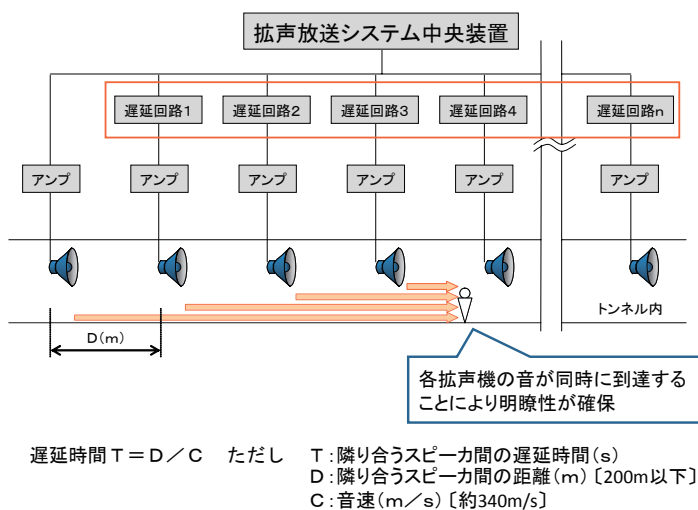 拡声放送システム中央装置
遅延回路1
遅延回路2
遅延回路3
遅延回路4
遅延回路n
アンプ
アンプ
アンプ
アンプ
アンプ
アンプ
トンネル内
D(m)
各拡声機の音が同時に到達する
ことにより明瞭性が確保
遅延時間T=D/C ただし T:隣り合うスピーカ間の遅延時間(s)
D:隣り合うスピーカ間の距離(m)〔200m以下〕
C:音速(m/s)〔約340m/s〕